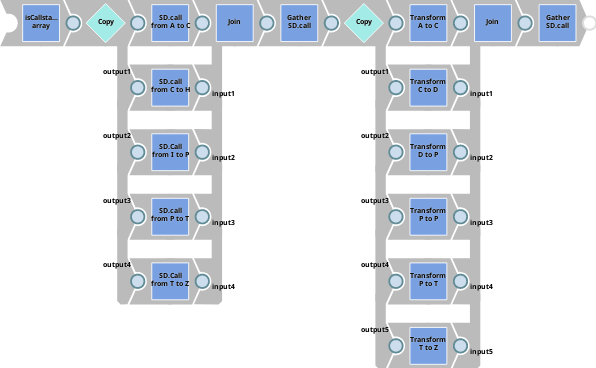 isCallsta...
array
Copy
SD.call
from A to C
Join
Gather
SD.call
Copy
Transform
A to C
Join
Gather
SD.call
output1
SD.call
from C to H
input1
output1
Transform
C to D
input1
output2
SD.call
from I to P
input2
output2
Transform
D to P
input2
output3
SD.call
from P to T
input3
output3
Transform
P to P
input3
output4
SD.Call
from T to Z
input4
output4
Transform
P to T
input4
output5
Transform
T to Z
input5